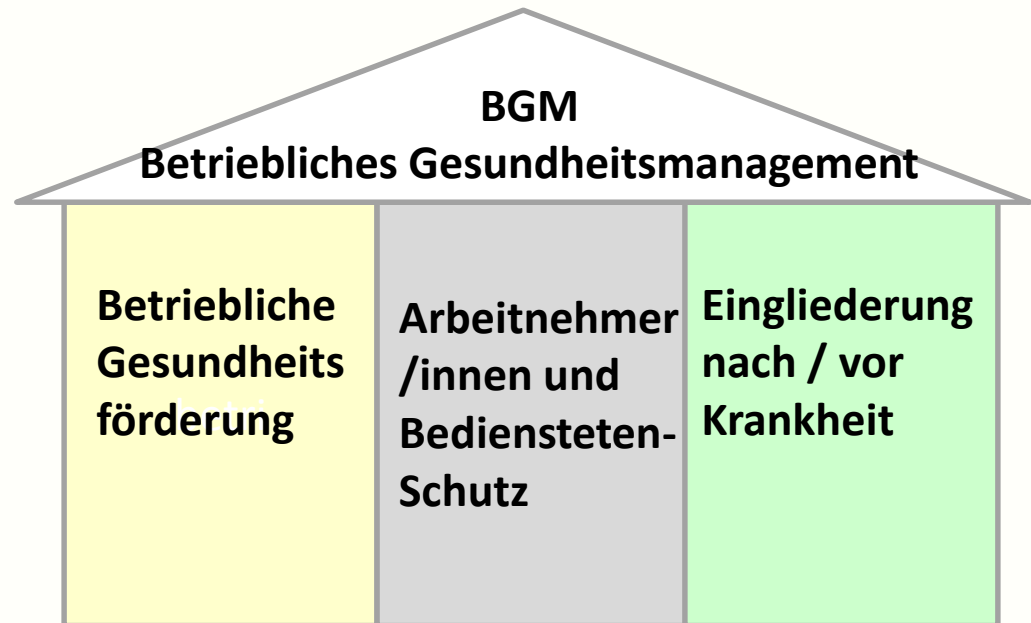 BGM
Betriebliches Gesundheitsmanagement
Betriebliche
Gesundheits
förderung
Arbeitnehmer
/innen und
Bediensteten-
Schutz
Eingliederung
nach / vor
Krankheit